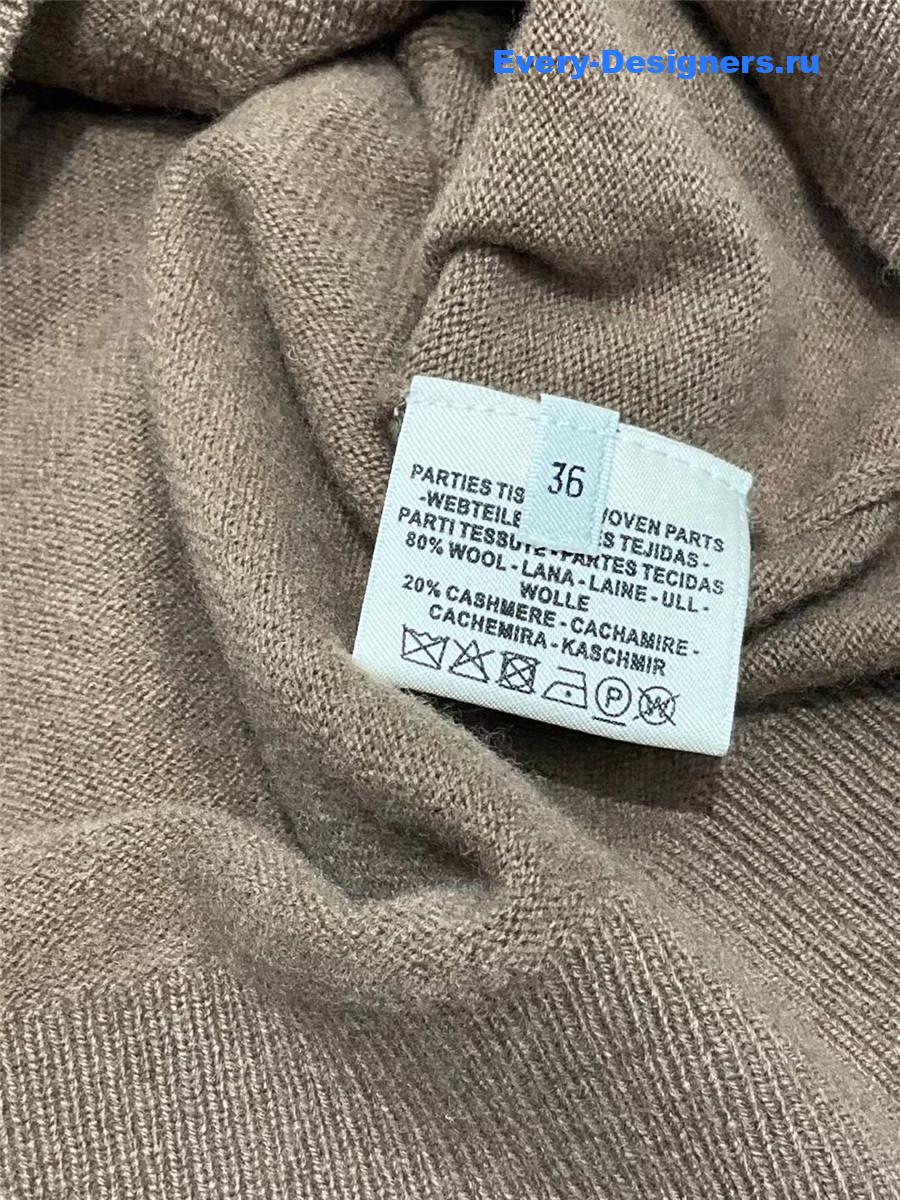 Every-Designers.ru
36
PARTIES
WOVEN PARTS
-WEBTEILE TEJIDAS -
PARTI TESSUTE - PARTES TECIDAS
80% WOOL - LANA - LAINE - ULL -
WOLLE
20% CASHMERE - CACHAMIRE -
CACHEMIRA - KASCHMIR
P
W